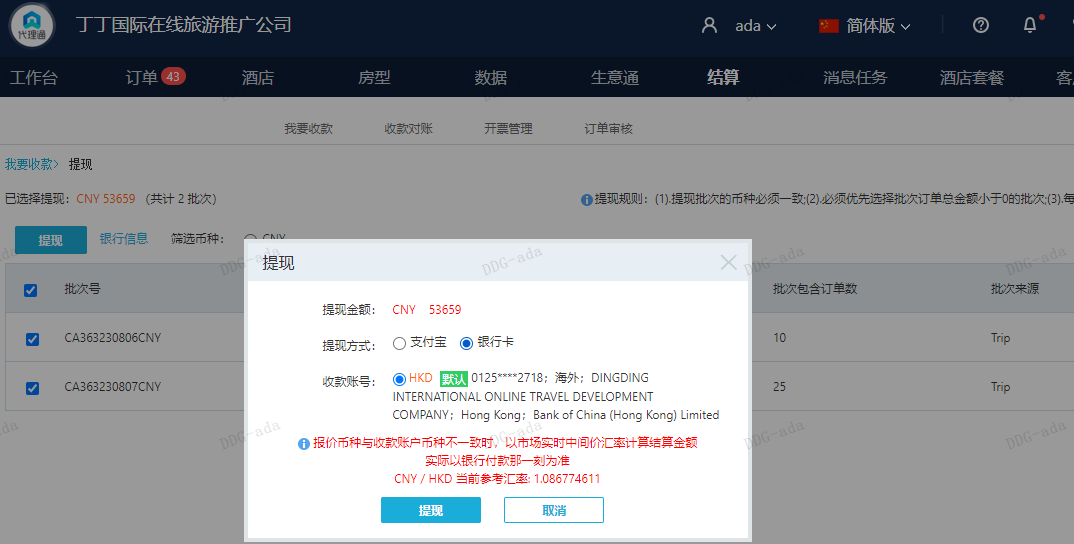 代理通
丁丁国际在线旅游推广公司
ada
简体版
工作台 订单 43 酒店 房型 数据 生意通 结算 消息任务 酒店套餐
我要收款 收款对账 开票管理 订单审核
我要收款> 提现
已选择提现：CNY 53659 (共计 2 批次)
提现规则：(1).提现批次的币种必须一致;(2).必须优先选择批次订单总金额小于0的批次;(3).每
提现 银行信息 筛选币种： CNY
批次号 批次包含订单数 批次来源
CA363230806CNY 10 Trip
CA363230807CNY 25 Trip
提现
提现金额： CNY 53659
提现方式： 支付宝 银行卡
收款账号： HKD 默认 0125****2718；海外；DINGDING
INTERNATIONAL ONLINE TRAVEL DEVELOPMENT
COMPANY；Hong Kong；Bank of China (Hong Kong) Limited
报价币种与收款账户币种不一致时，以市场实时中间价汇率计算结算金额
实际以银行付款那一刻为准
CNY / HKD 当前参考汇率: 1.086774611
提现 取消
DDG-ada